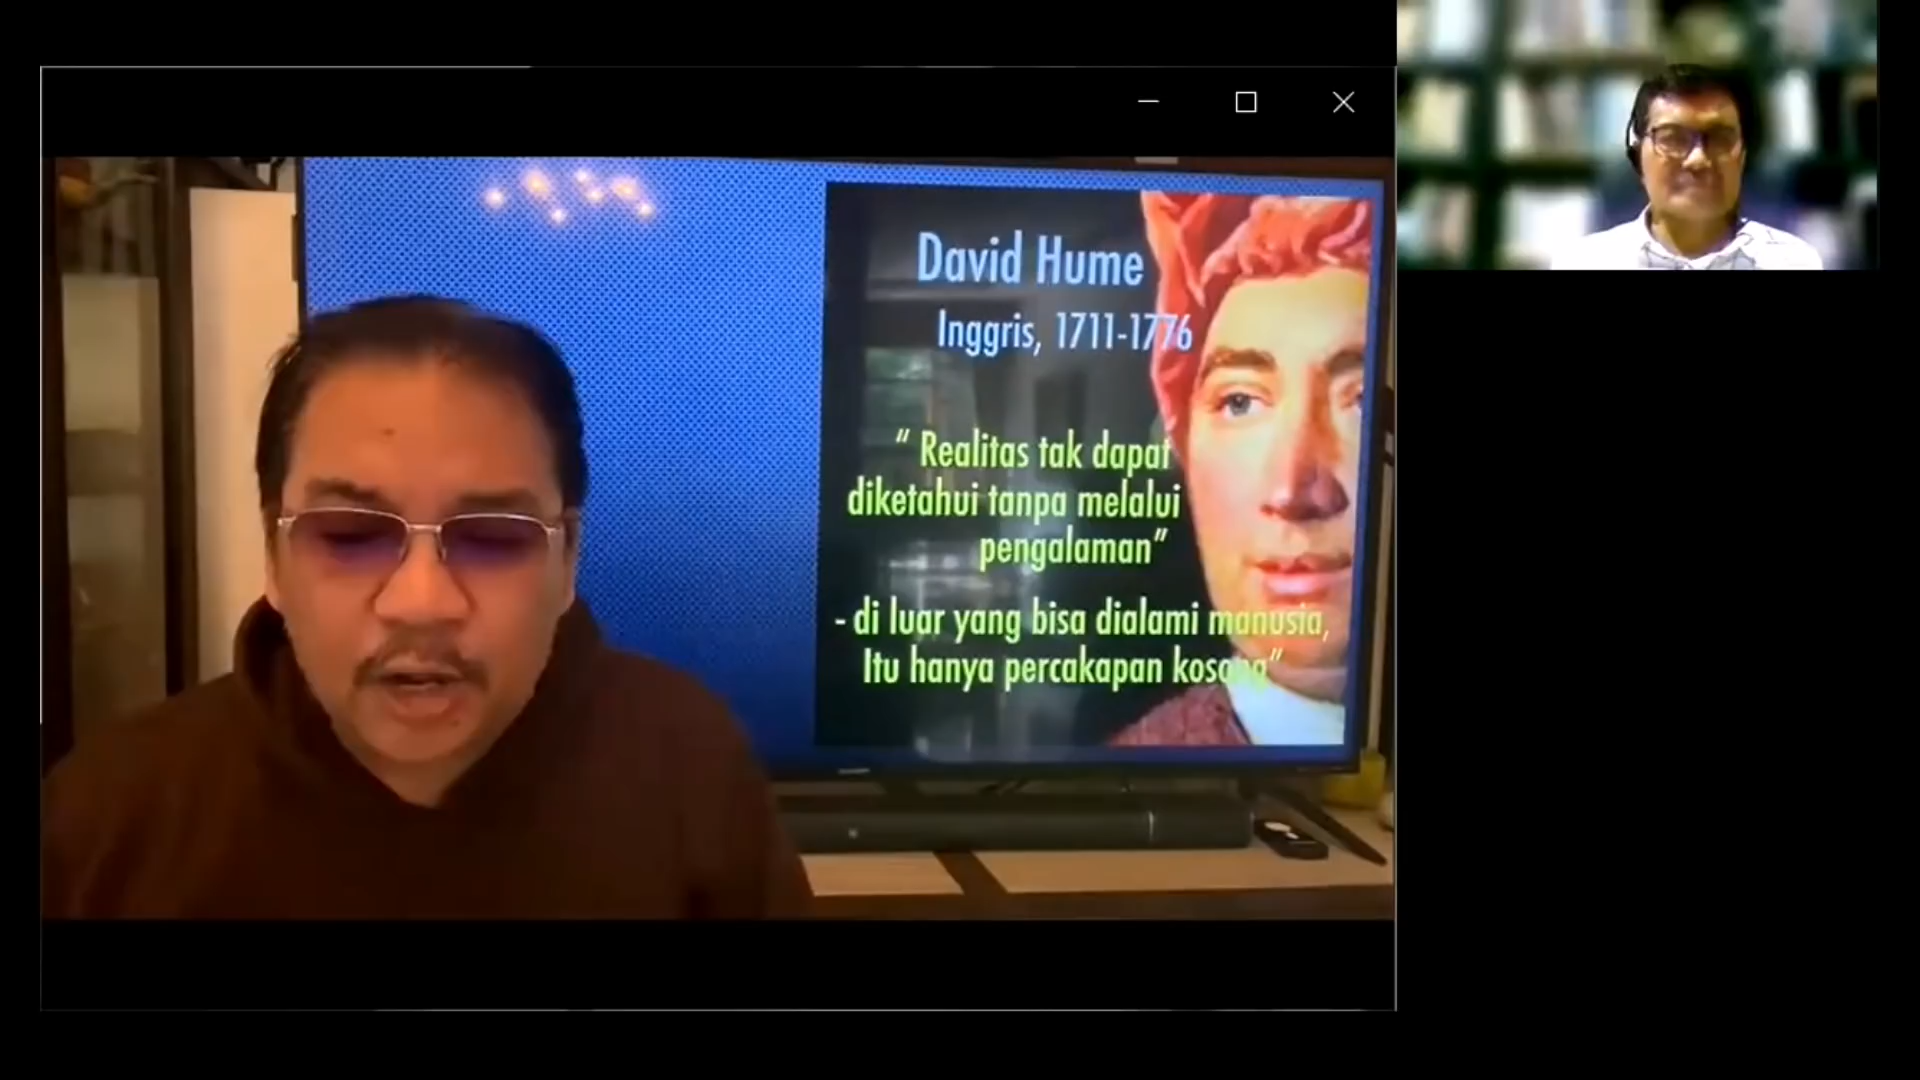 David Hume
Inggris, 1711-1776
“ Realitas tak dapat
diketahui tanpa melalui
pengalaman”
- di luar yang bisa dialami manusia,
Itu hanya percakapan kosong”